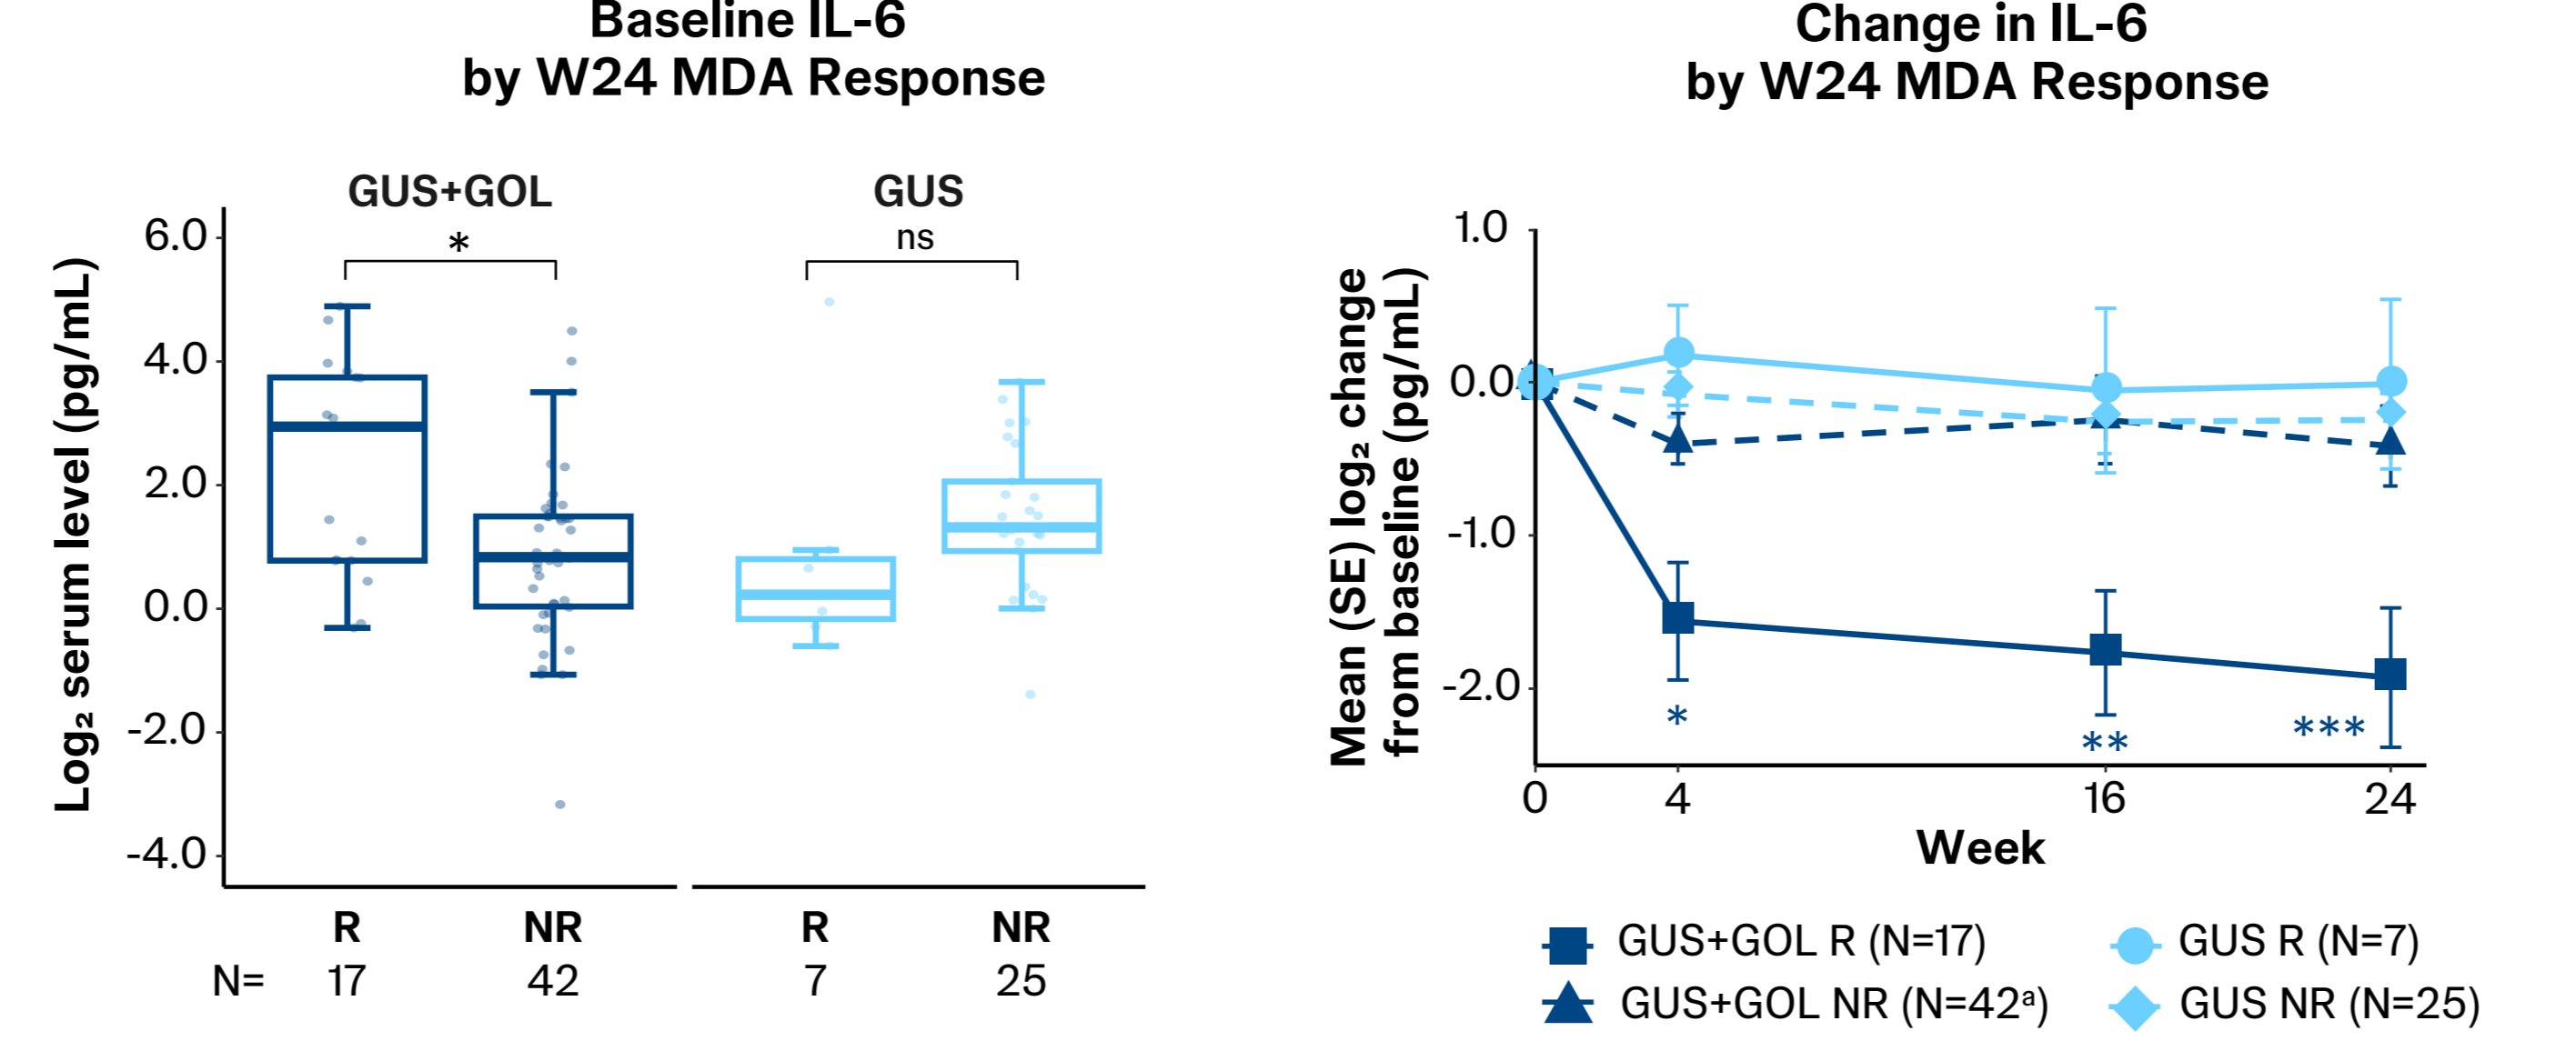 Baseline IL-6
by W24 MDA Response
GUS+GOL
GUS
*
ns
Log₂ serum level (pg/mL)
6.0
4.0
2.0
0.0
-2.0
-4.0
R NR R NR
N= 17 42 7 25
Change in IL-6
by W24 MDA Response
Mean (SE) log₂ change
from baseline (pg/mL)
1.0
0.0
-1.0
-2.0
*
**
***
0 4 16 24
Week
GUS+GOL R (N=17)
GUS R (N=7)
GUS+GOL NR (N=42ª)
GUS NR (N=25)